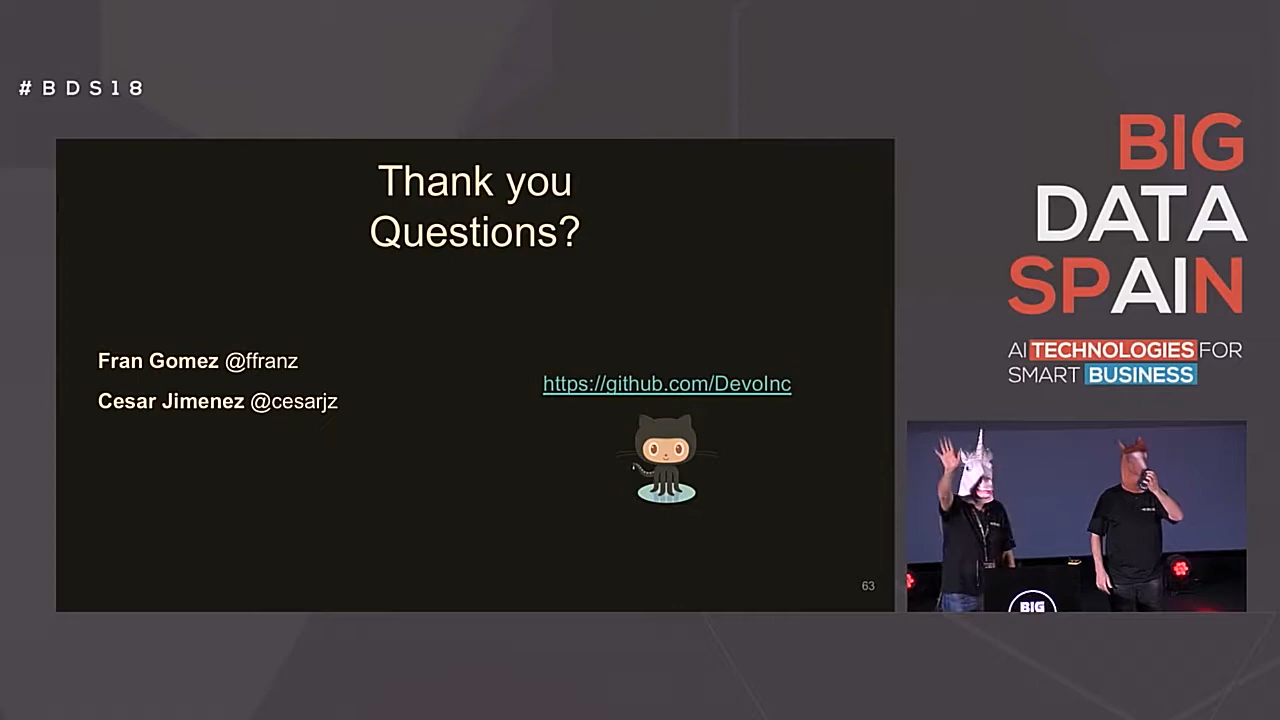 #BDS18
Thank you
Questions?
Fran Gomez @ffranz
Cesar Jimenez @cesarjz
https://github.com/DevoInc
63
BIG
DATA
SPAIN
AI TECHNOLOGIES FOR
SMART BUSINESS
BIG